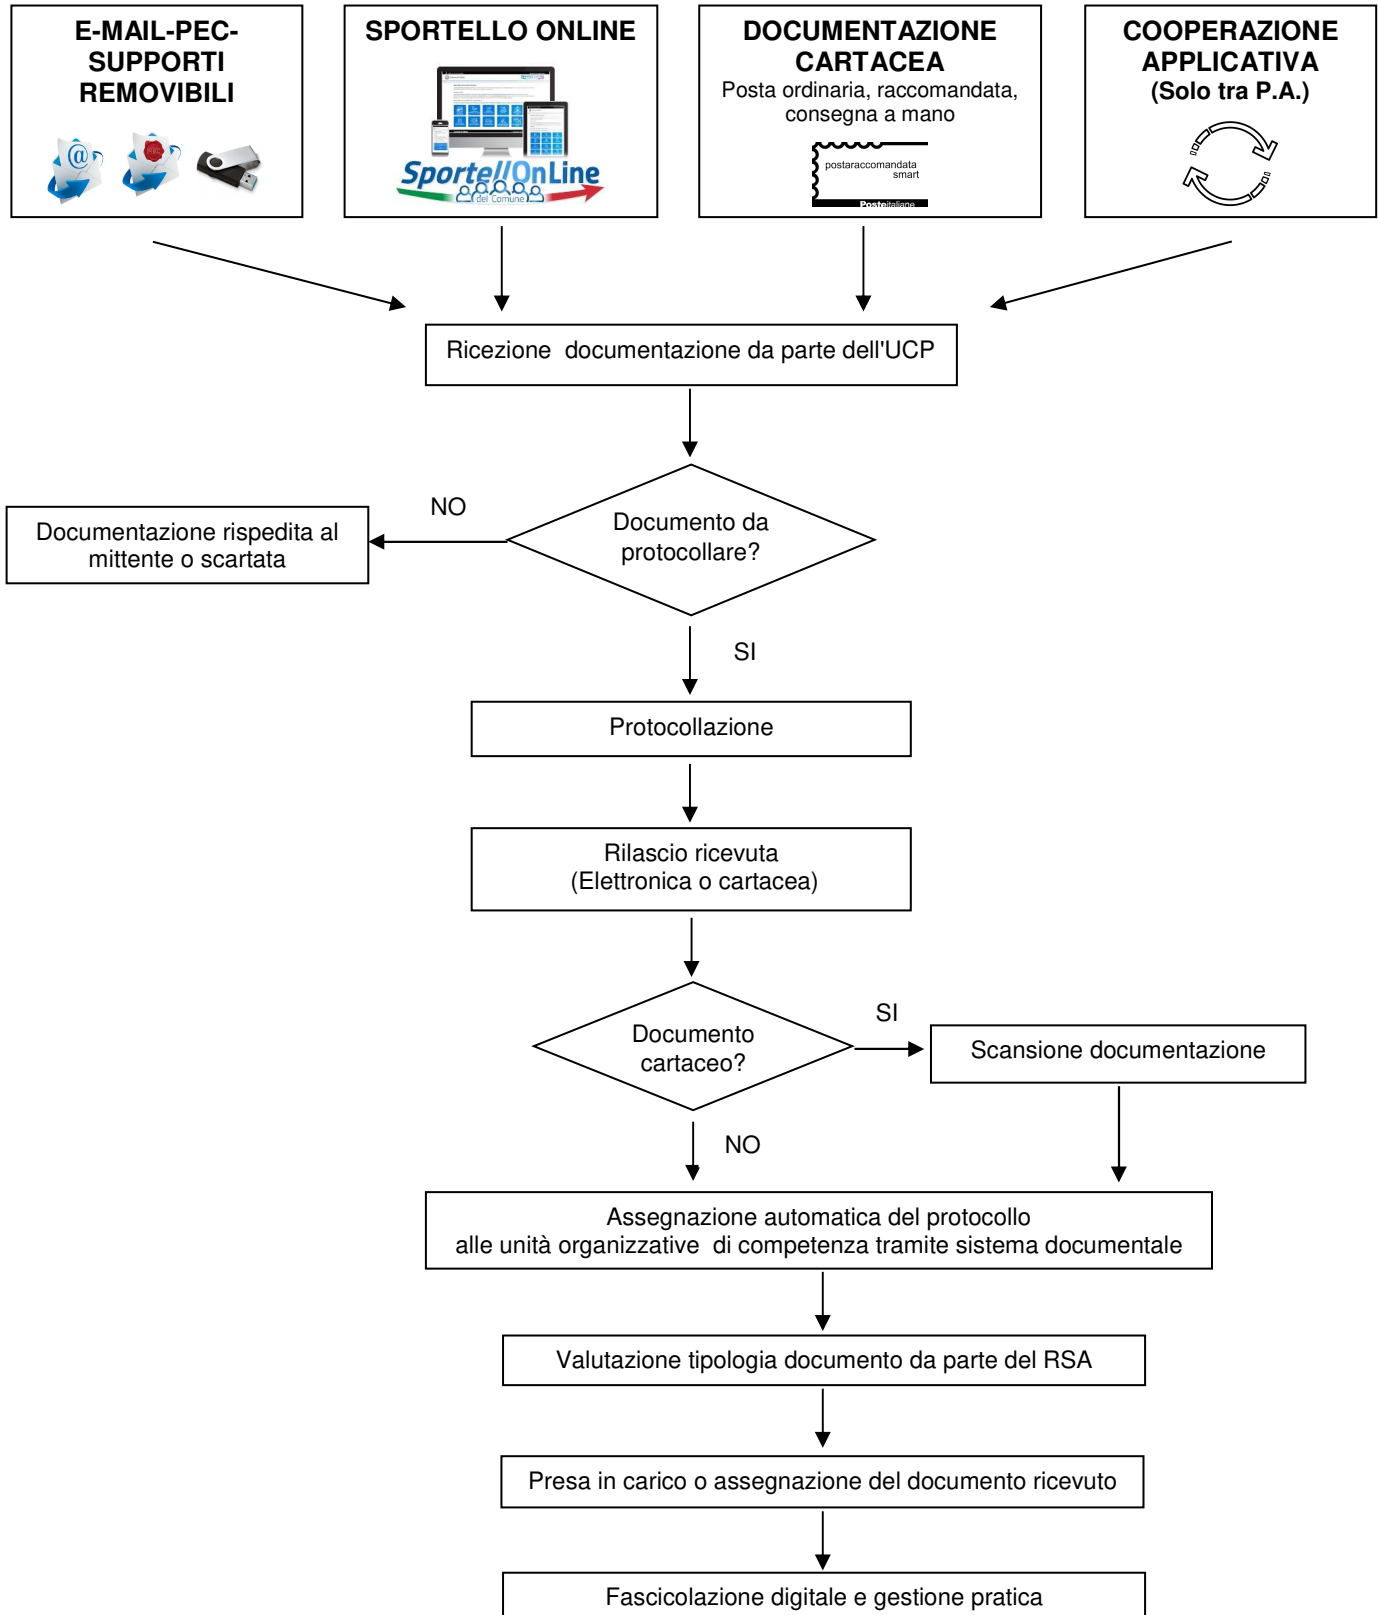 E-MAIL-PEC-
SUPPORTI
REMOVIBILI
@
SPORTELLO ONLINE
SportellOnLine
del Comune
DOCUMENTAZIONE
CARTACEA
Posta ordinaria, raccomandata,
consegna a mano
postaraccomandata
smart
Posteitaliane
COOPERAZIONE
APPLICATIVA
(Solo tra P.A.)
Ricezione documentazione da parte dell'UCP
Documento da
protocollare?
NO
Documentazione rispedita al
mittente o scartata
SI
Protocollazione
Rilascio ricevuta
(Elettronica o cartacea)
Documento
cartaceo?
SI
Scansione documentazione
NO
Assegnazione automatica del protocollo
alle unità organizzative di competenza tramite sistema documentale
Valutazione tipologia documento da parte del RSA
Presa in carico o assegnazione del documento ricevuto
Fascicolazione digitale e gestione pratica